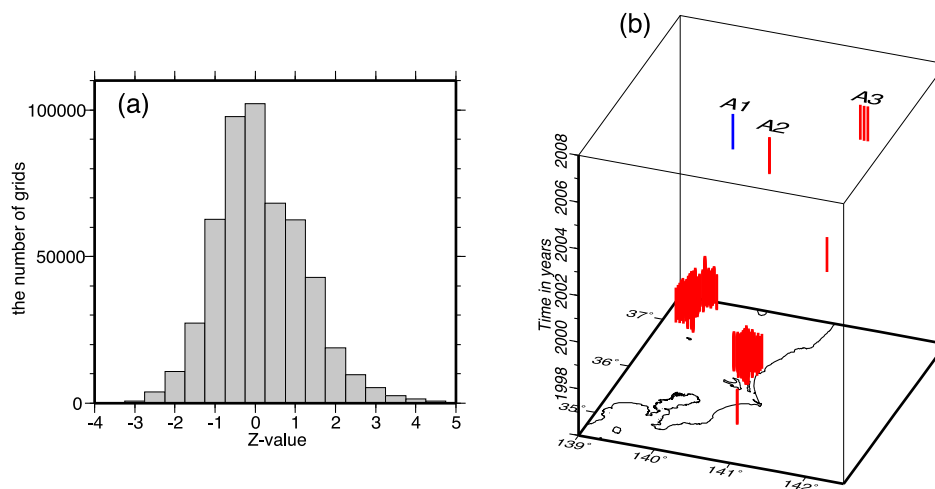 (a)
the number of grids
100000
50000
0
-4 -3 -2 -1 0 1 2 3 4 5
Z-value
(b)
A1
A2
A3
Time in years
2008
2006
2004
2002
2000
1998
37°
36°
35°
139°
140°
141°
142°